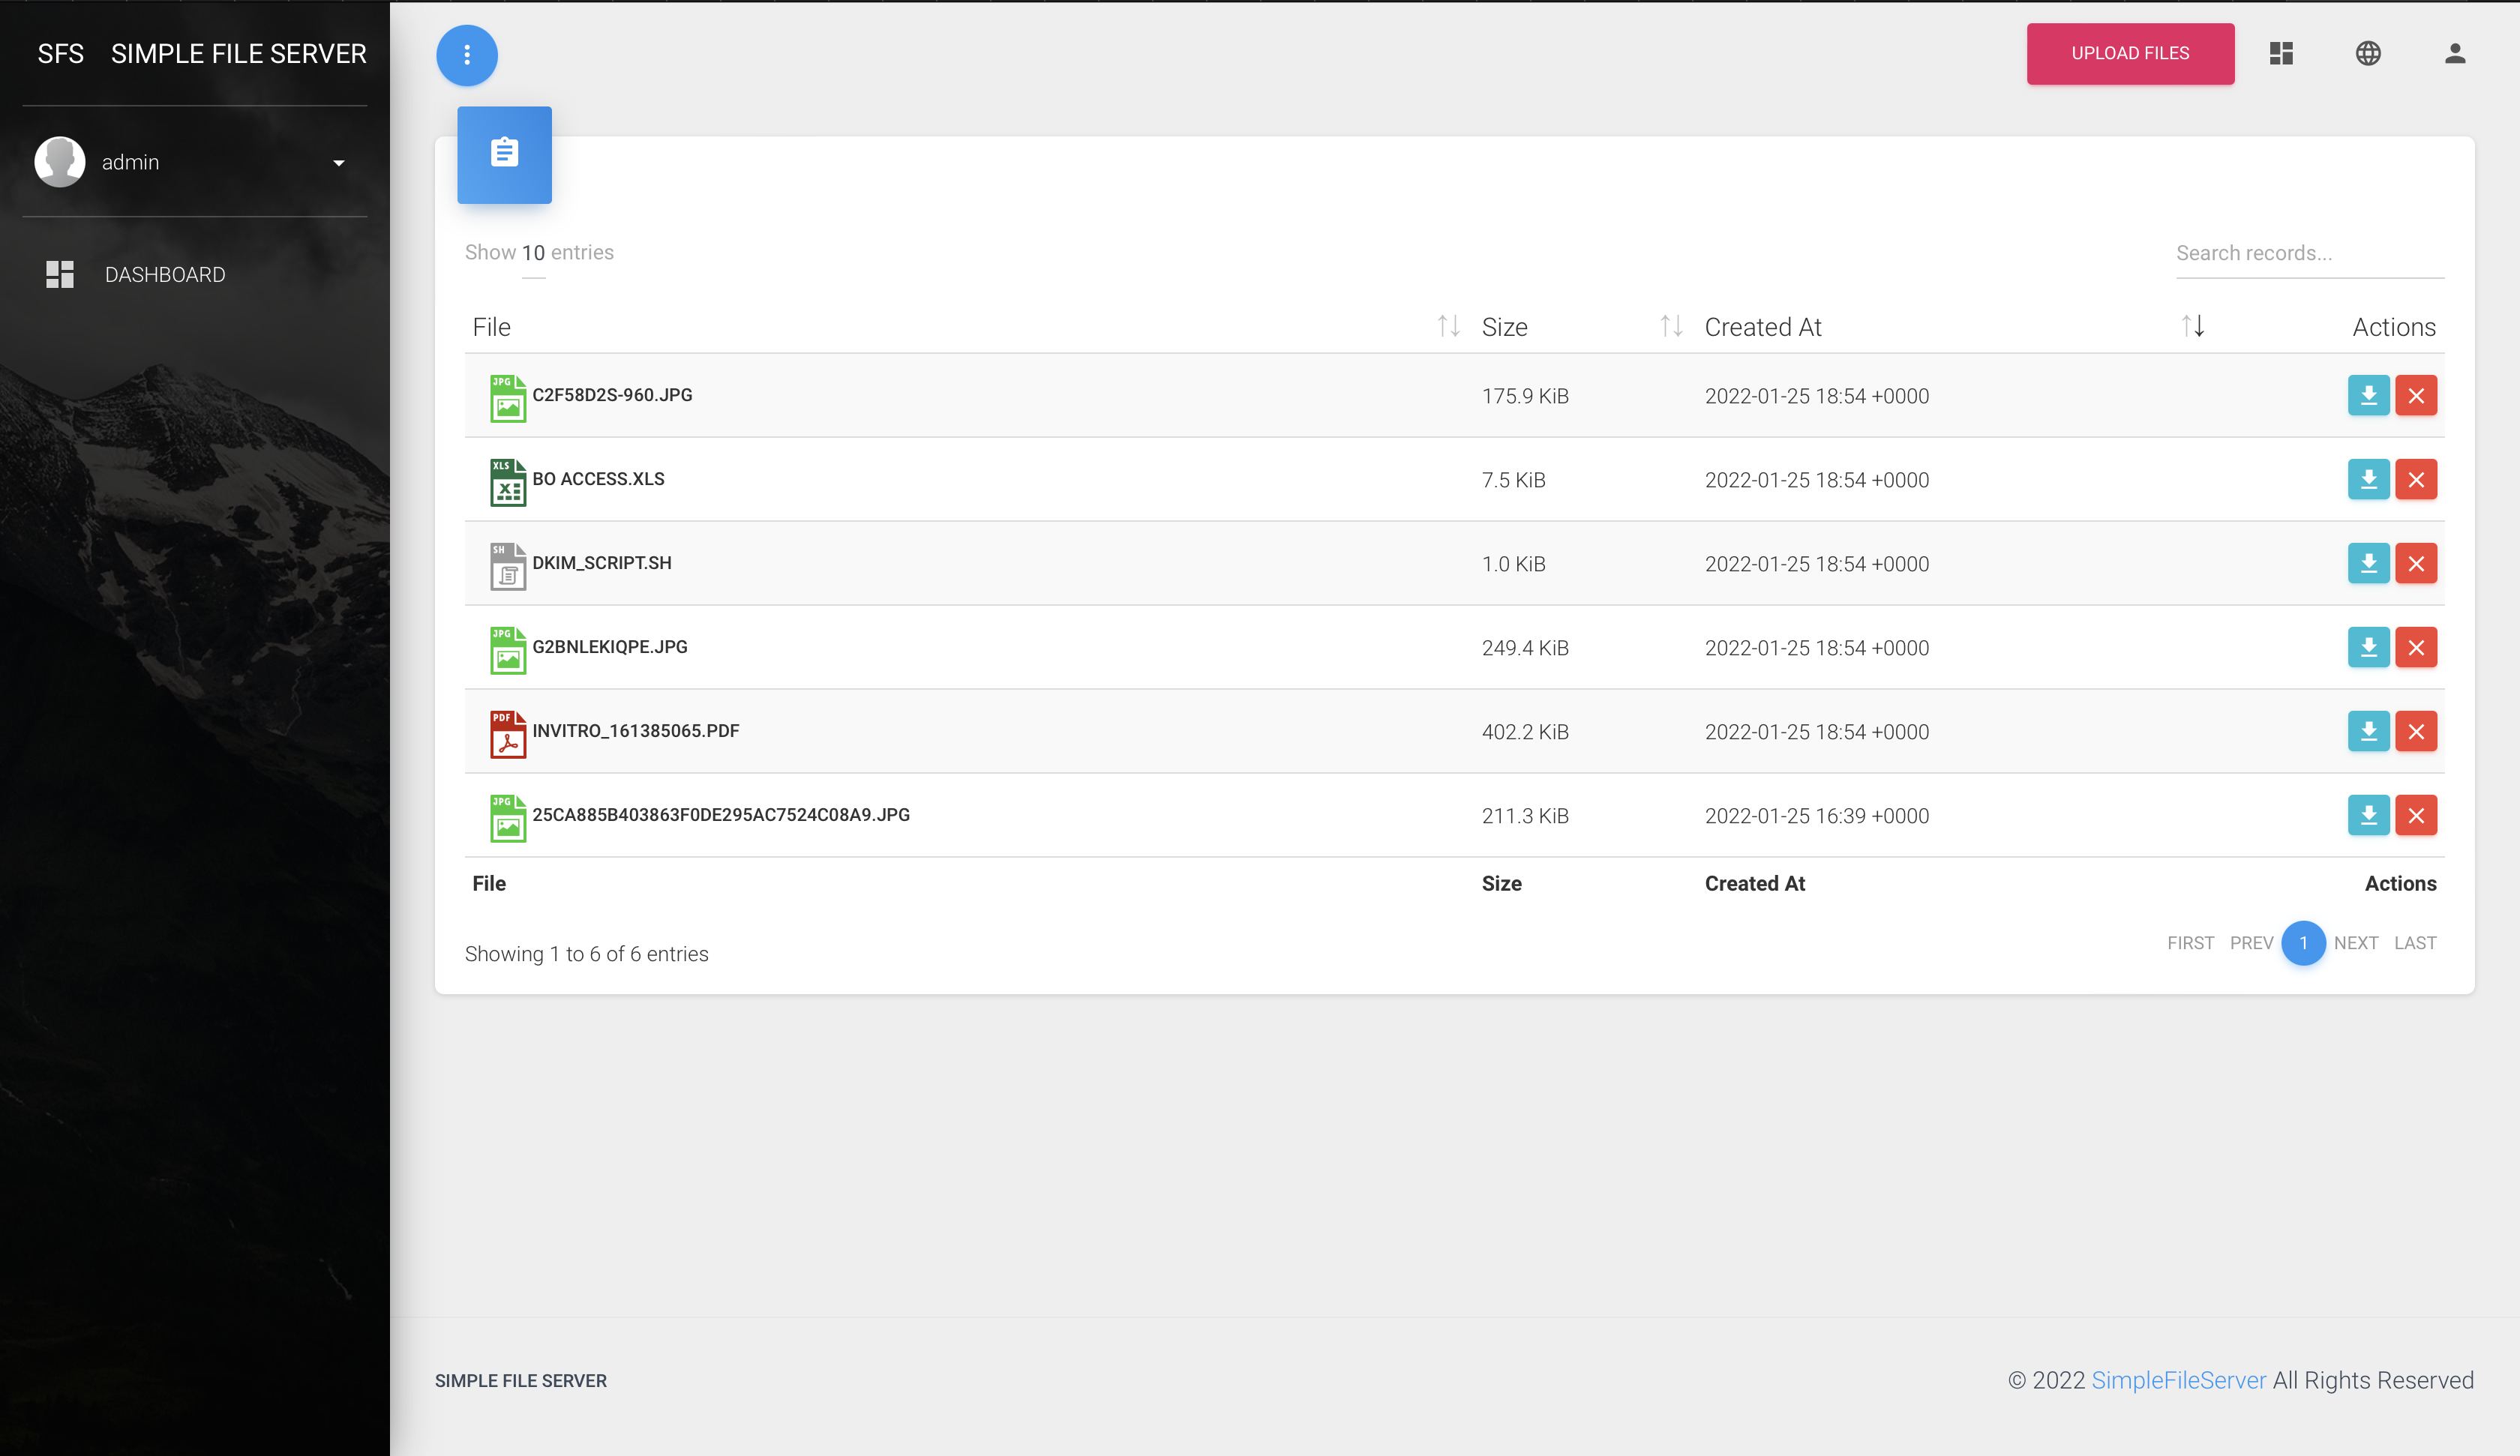 SFS SIMPLE FILE SERVER
admin
DASHBOARD
UPLOAD FILES
Show 10 entries
Search records...
File Size Created At Actions
JPG
C2F58D2S-960.JPG 175.9 KiB 2022-01-25 18:54 +0000
XLS
BO ACCESS.XLS 7.5 KiB 2022-01-25 18:54 +0000
SH
DKIM_SCRIPT.SH 1.0 KiB 2022-01-25 18:54 +0000
JPG
G2BNLEKIQPE.JPG 249.4 KiB 2022-01-25 18:54 +0000
PDF
INVITRO_161385065.PDF 402.2 KiB 2022-01-25 18:54 +0000
JPG
25CA885B403863F0DE295AC7524C08A9.JPG 211.3 KiB 2022-01-25 16:39 +0000
File Size Created At Actions
Showing 1 to 6 of 6 entries
FIRST PREV 1 NEXT LAST
SIMPLE FILE SERVER
© 2022 SimpleFileServer All Rights Reserved